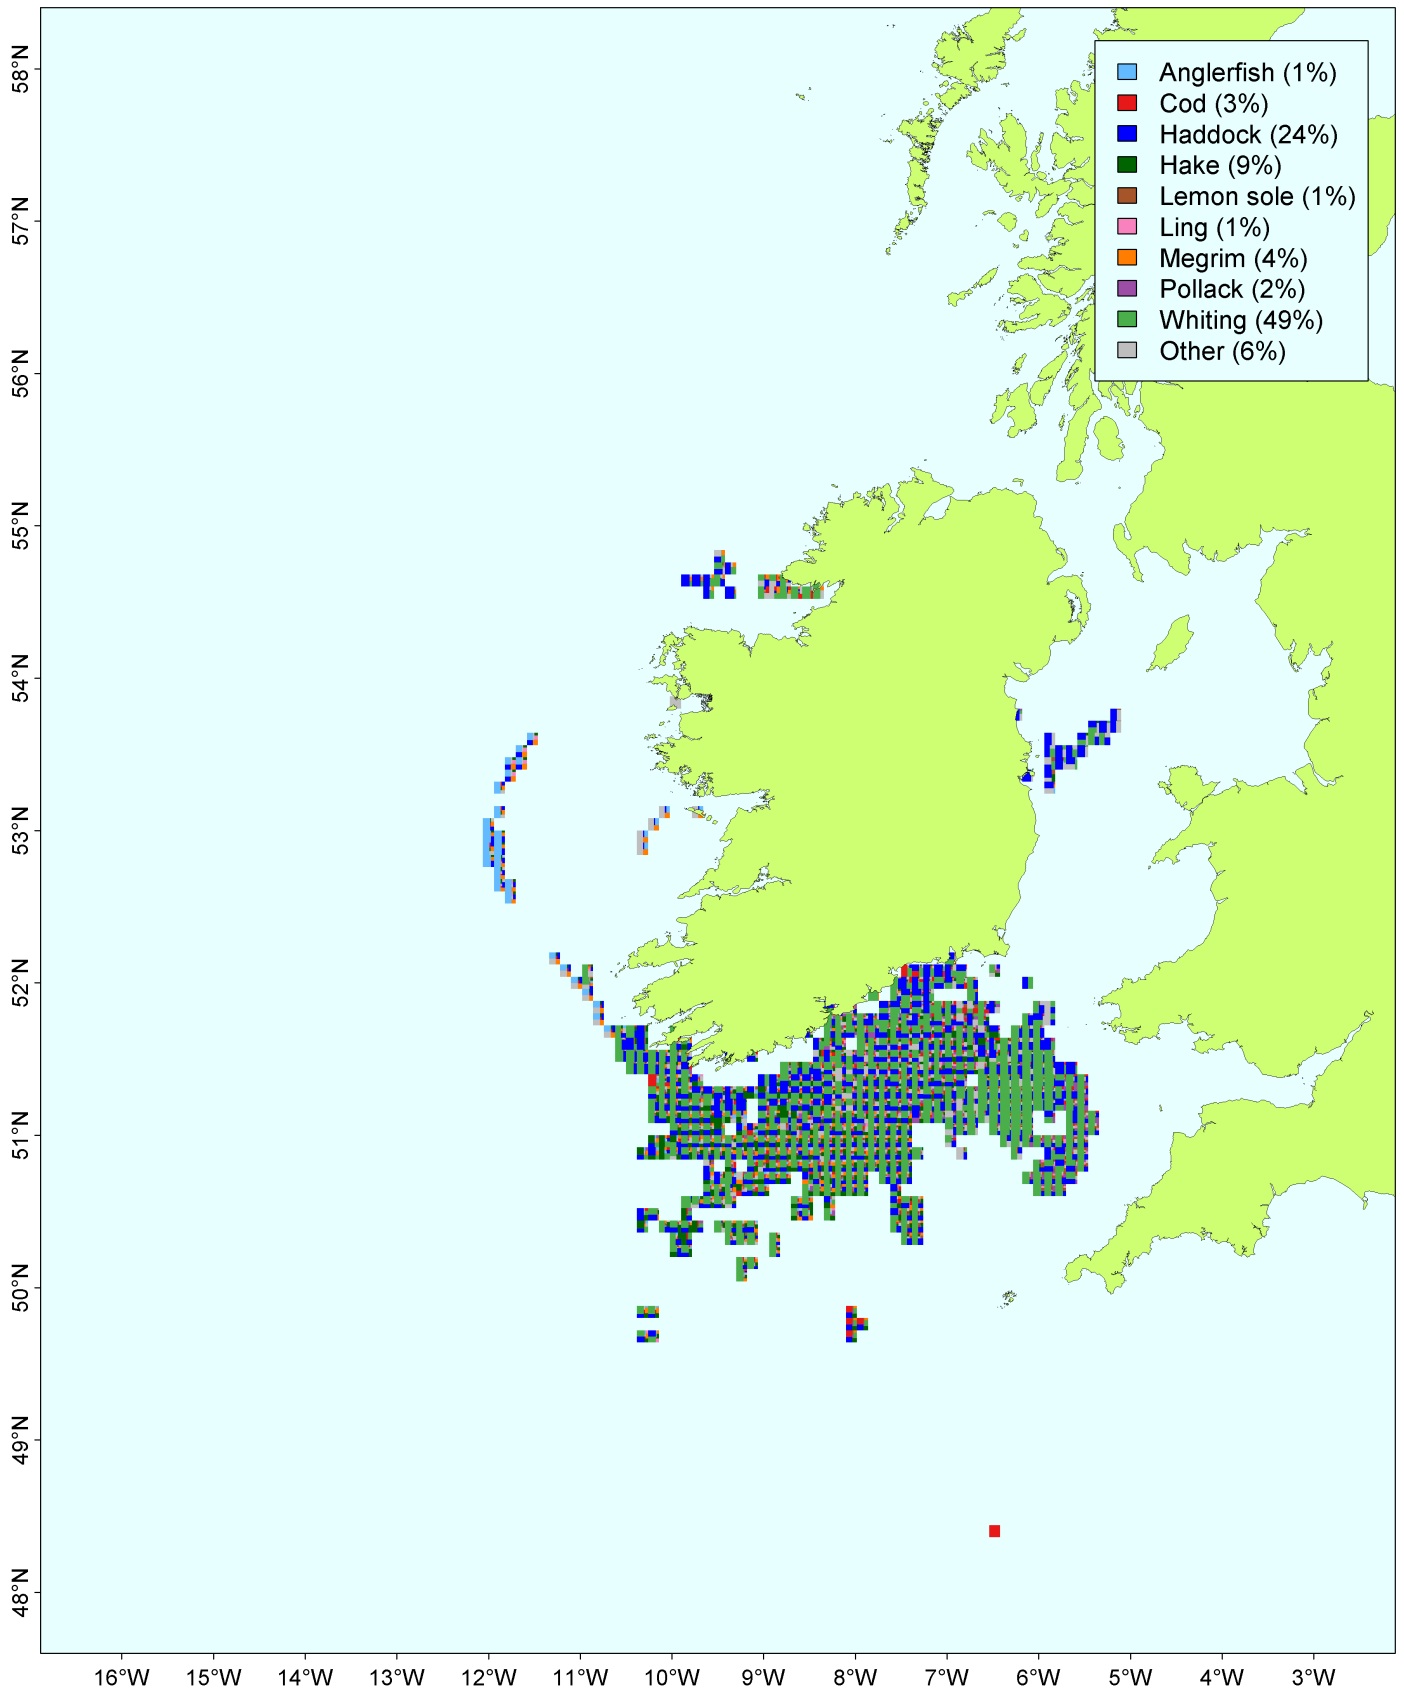 58°N
57°N
56°N
55°N
54°N
53°N
52°N
51°N
50°N
49°N
48°N
Anglerfish (1%)
Cod (3%)
Haddock (24%)
Hake (9%)
Lemon sole (1%)
Ling (1%)
Megrim (4%)
Pollack (2%)
Whiting (49%)
Other (6%)
16°W 15°W 14°W 13°W 12°W 11°W 10°W 9°W 8°W 7°W 6°W 5°W 4°W 3°W